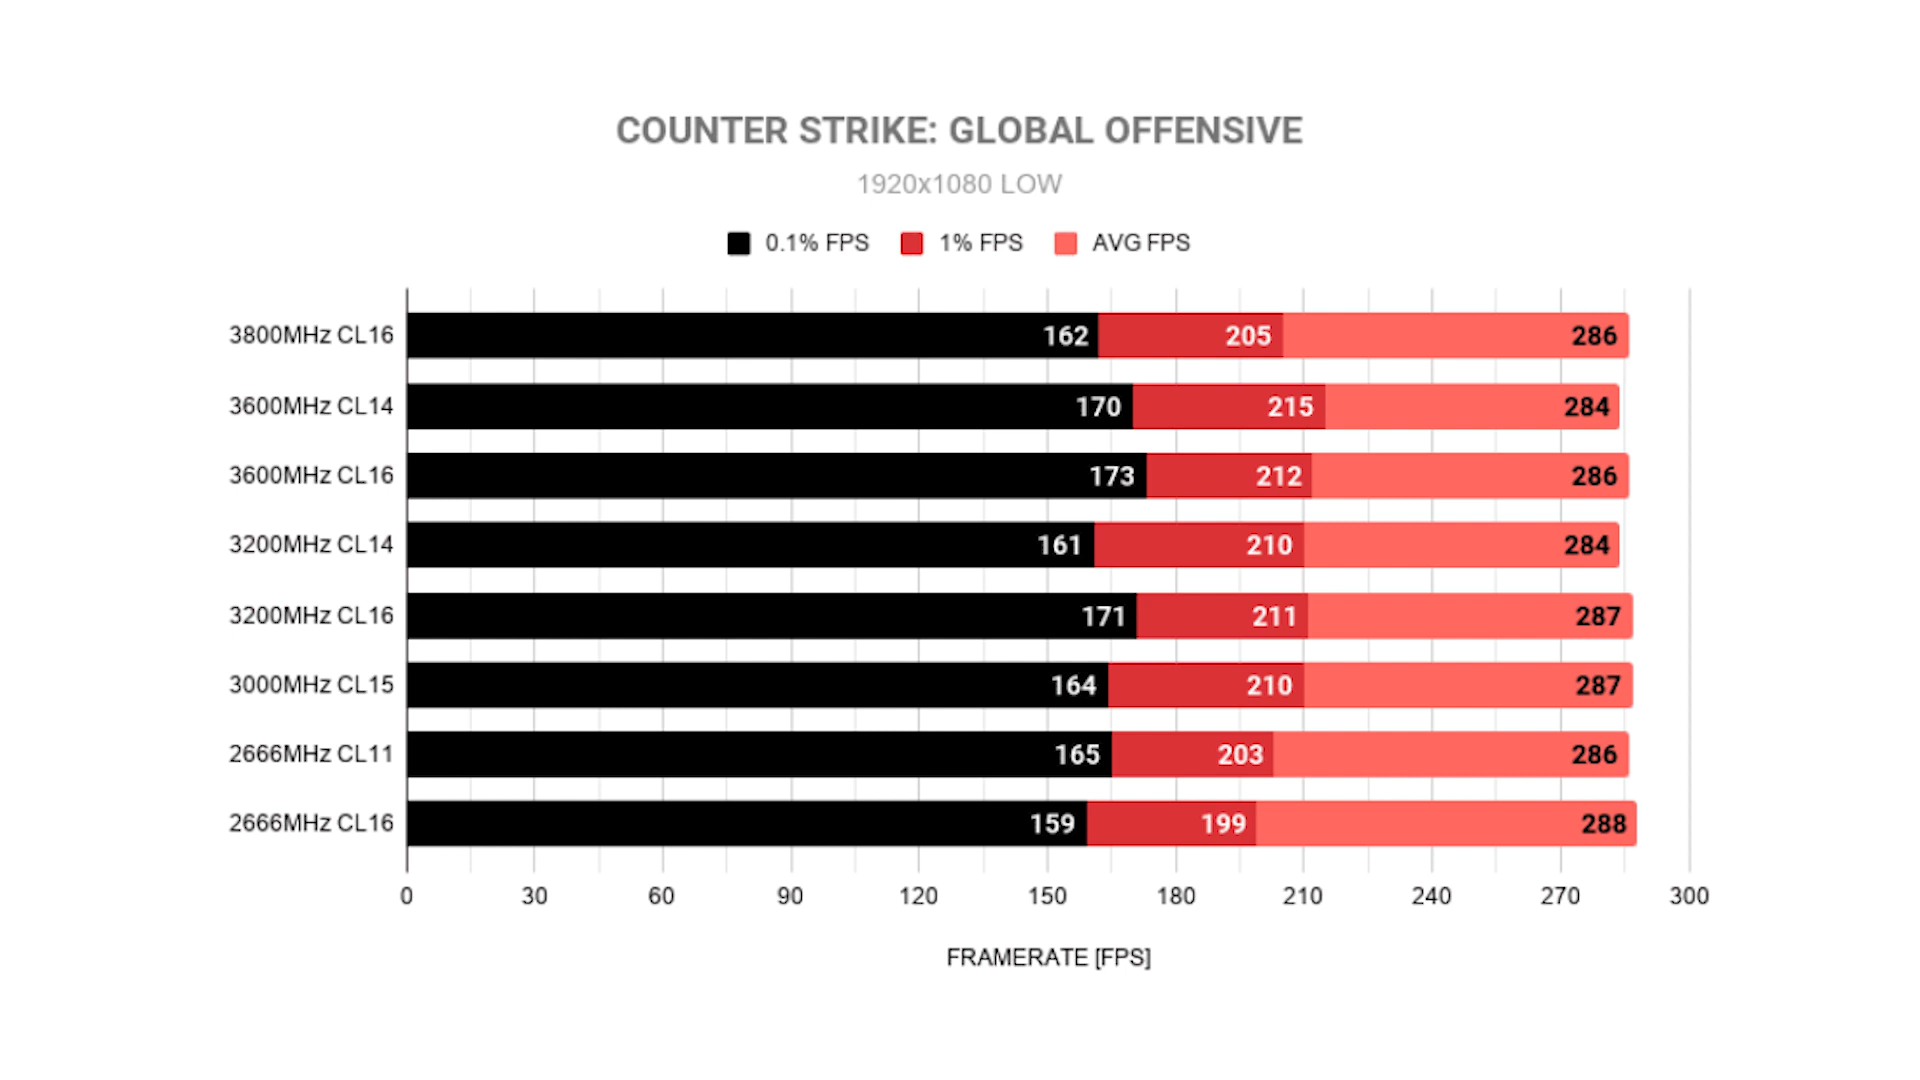 COUNTER STRIKE: GLOBAL OFFENSIVE
1920x1080 LOW
0.1% FPS 1% FPS AVG FPS
3800MHz CL16 162 205 286
3600MHz CL14 170 215 284
3600MHz CL16 173 212 286
3200MHz CL14 161 210 284
3200MHz CL16 171 211 287
3000MHz CL15 164 210 287
2666MHz CL11 165 203 286
2666MHz CL16 159 199 288
0 30 60 90 120 150 180 210 240 270 300
FRAMERATE [FPS]